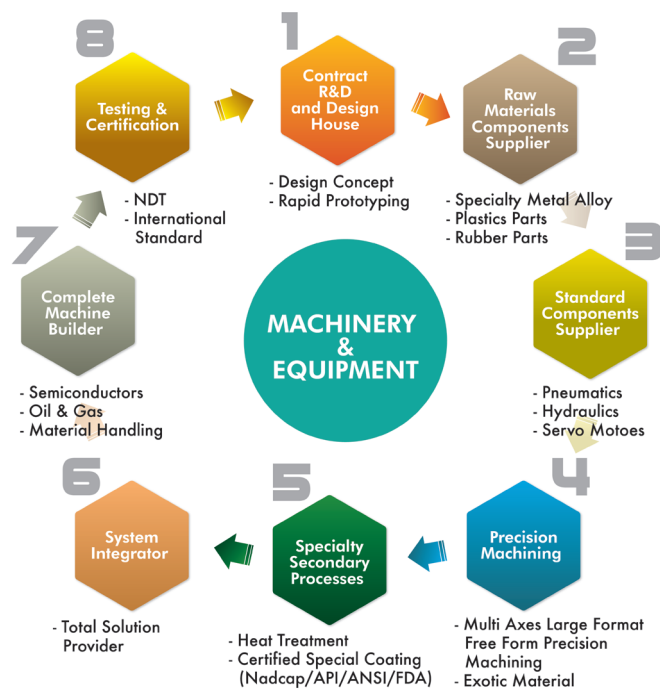 MACHINERY
&
EQUIPMENT
1
Contract
R&D
and Design
House
- Design Concept
- Rapid Prototyping
2
Raw
Materials
Components
Supplier
- Specialty Metal Alloy
- Plastics Parts
- Rubber Parts
3
Standard
Components
Supplier
- Pneumatics
- Hydraulics
- Servo Motoes
4
Precision
Machining
- Multi Axes Large Format
Free Form Precision
Machining
- Exotic Material
5
Specialty
Secondary
Processes
- Heat Treatment
- Certified Special Coating
(Nadcap/API/ANSI/FDA)
6
System
Integrator
- Total Solution
Provider
7
Complete
Machine
Builder
- Semiconductors
- Oil & Gas
- Material Handling
8
Testing &
Certification
- NDT
- International
Standard